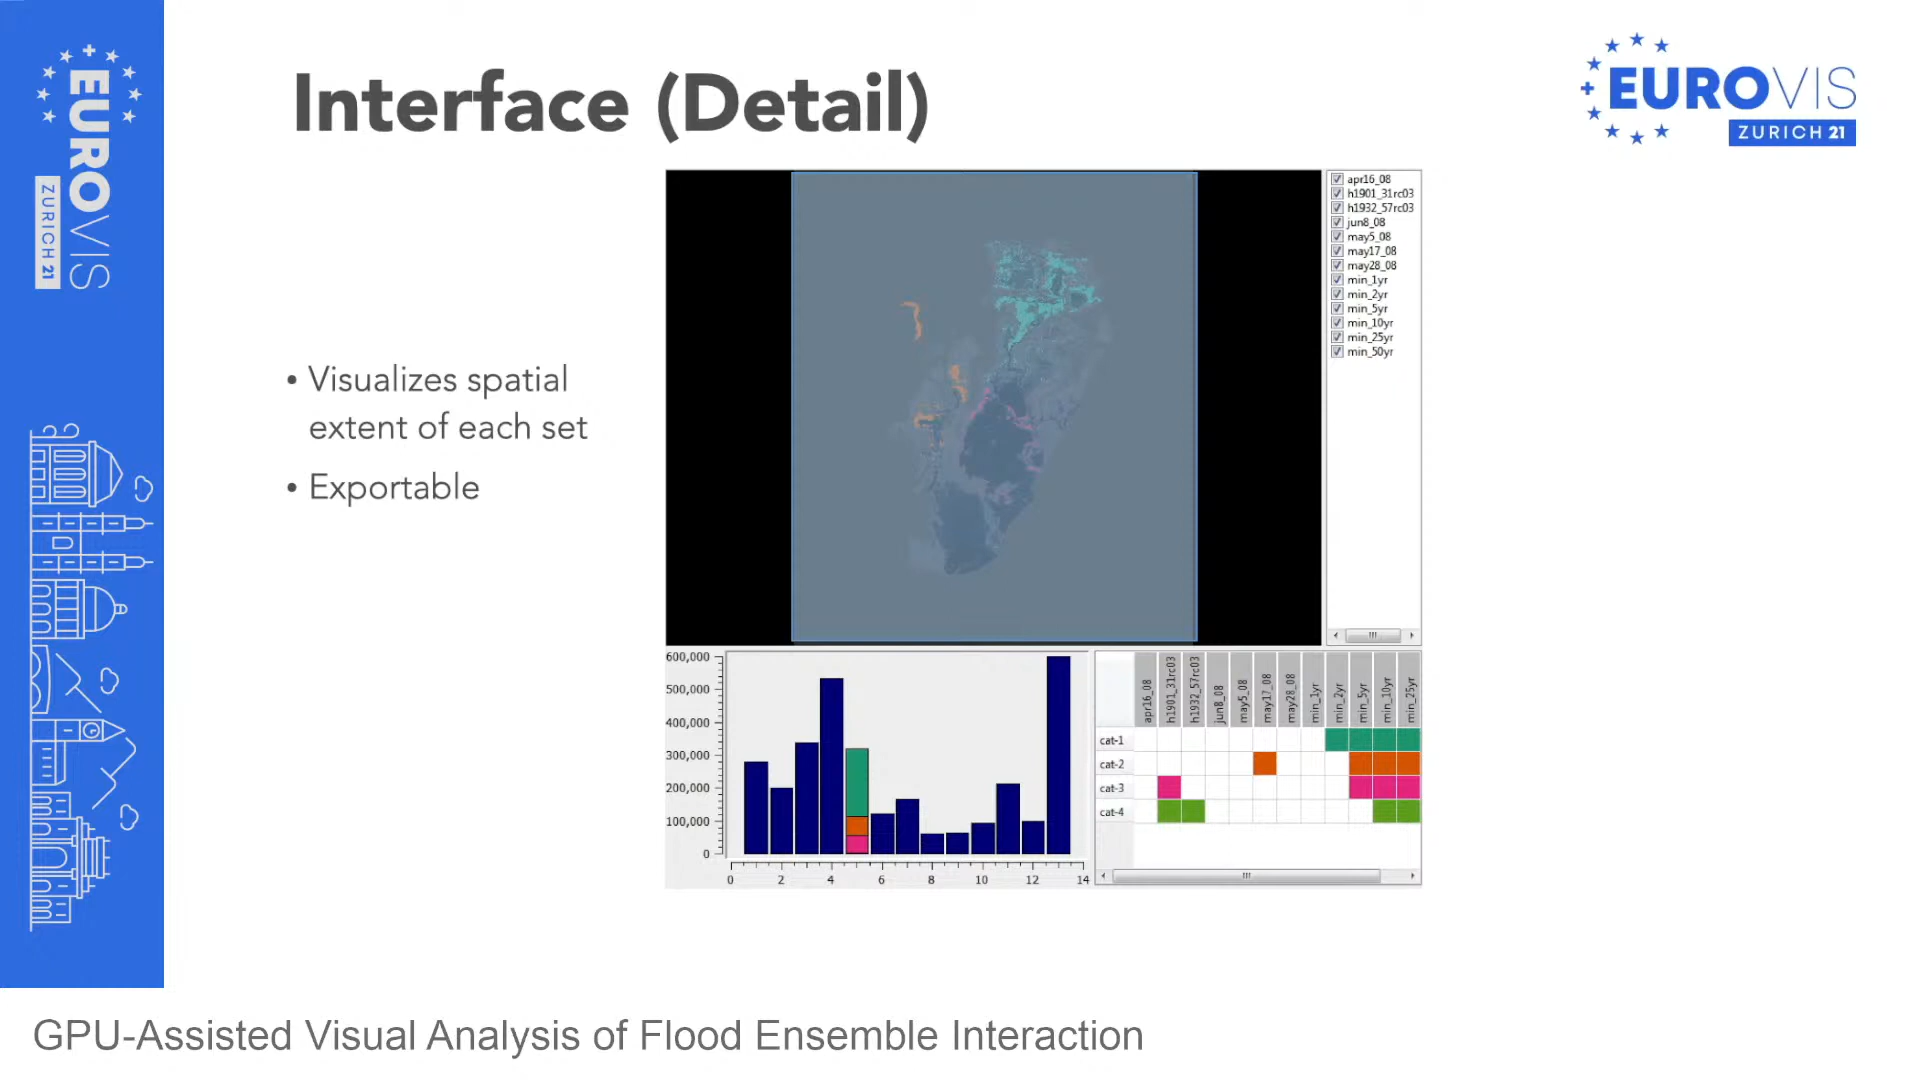 EUROVIS
ZURICH 21
Interface (Detail)
EUROVIS
ZURICH 21
• Visualizes spatial
extent of each set
• Exportable
apr16_08
h1901_31rc03
h1932_57rc03
jun8_08
may5_08
may17_08
may28_08
min_1yr
min_2yr
min_5yr
min_10yr
min_25yr
min_50yr
600,000
500,000
400,000
300,000
200,000
100,000
0
0 2 4 6 8 10 12 14
apr16_08 h1901_31rc03 h1932_57rc03 jun8_08 may5_08 may17_08 may28_08 min_1yr min_2yr min_5yr min_10yr min_25yr
cat-1
cat-2
cat-3
cat-4
GPU-Assisted Visual Analysis of Flood Ensemble Interaction